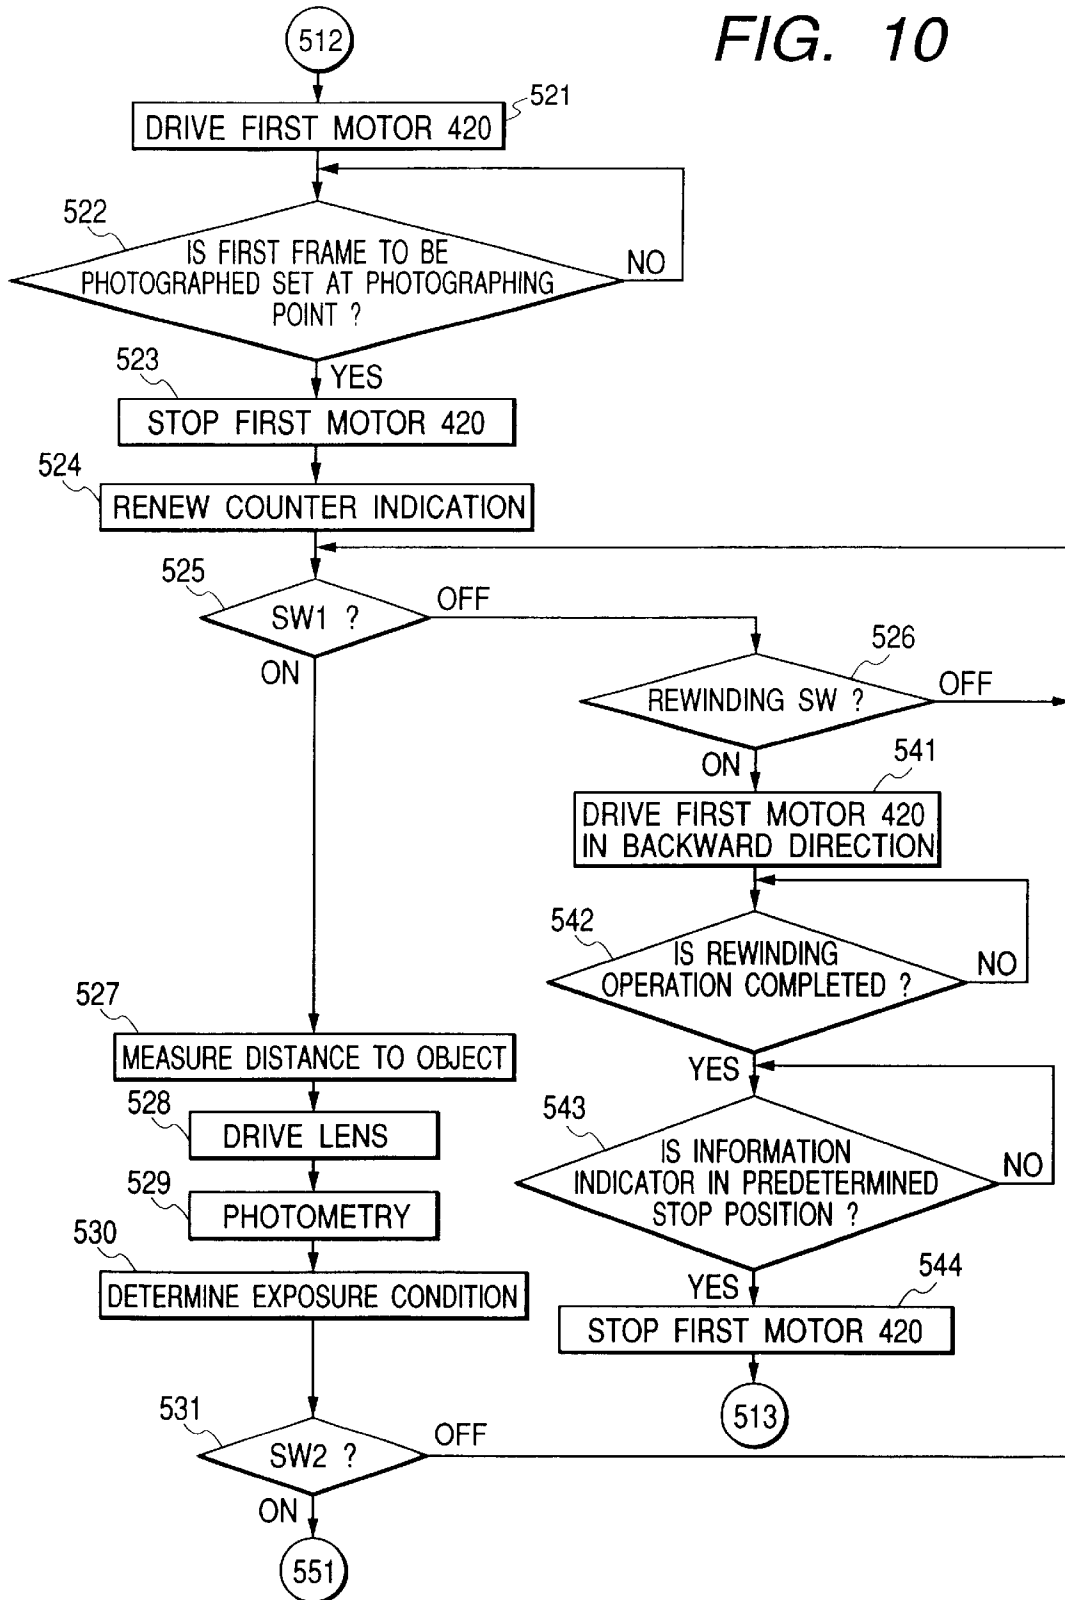 FIG. 10
512
521
DRIVE FIRST MOTOR 420
522
IS FIRST FRAME TO BE
PHOTOGRAPHED SET AT PHOTOGRAPHING
POINT ?
NO
YES
523
STOP FIRST MOTOR 420
524
RENEW COUNTER INDICATION
525
SW1 ?
OFF
ON
526
REWINDING SW ?
OFF
ON
541
DRIVE FIRST MOTOR 420
IN BACKWARD DIRECTION
542
IS REWINDING
OPERATION COMPLETED ?
NO
YES
527
MEASURE DISTANCE TO OBJECT
528
DRIVE LENS
529
PHOTOMETRY
530
DETERMINE EXPOSURE CONDITION
543
IS INFORMATION
INDICATOR IN PREDETERMINED
STOP POSITION ?
NO
YES
544
STOP FIRST MOTOR 420
513
531
SW2 ?
OFF
ON
551